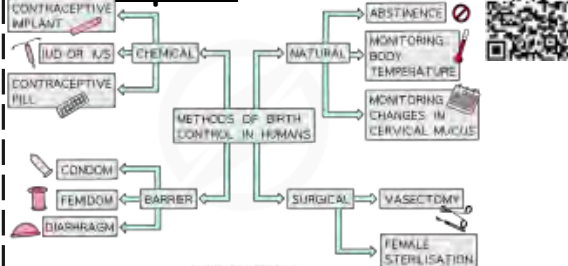 CONTRACEPTIVE
IMPLANT
IUD OR IUS
CONTRACEPTIVE
PILL
CHEMICAL
NATURAL
ABSTINENCE
MONITORING
BODY
TEMPERATURE
MONITORING
CHANGES IN
CERVICAL MUCUS
METHODS OF BIRTH
CONTROL IN HUMANS
CONDOM
FEMIDOM
DIAPHRAGM
BARRIER
SURGICAL
VASECTOMY
FEMALE
STERILISATION